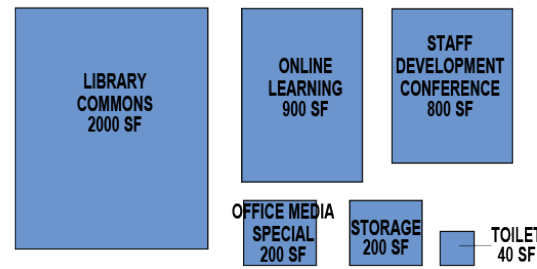 LIBRARY
COMMONS
2000 SF
ONLINE
LEARNING
900 SF
STAFF
DEVELOPMENT
CONFERENCE
800 SF
OFFICE MEDIA
SPECIAL
200 SF
STORAGE
200 SF
TOILET
40 SF